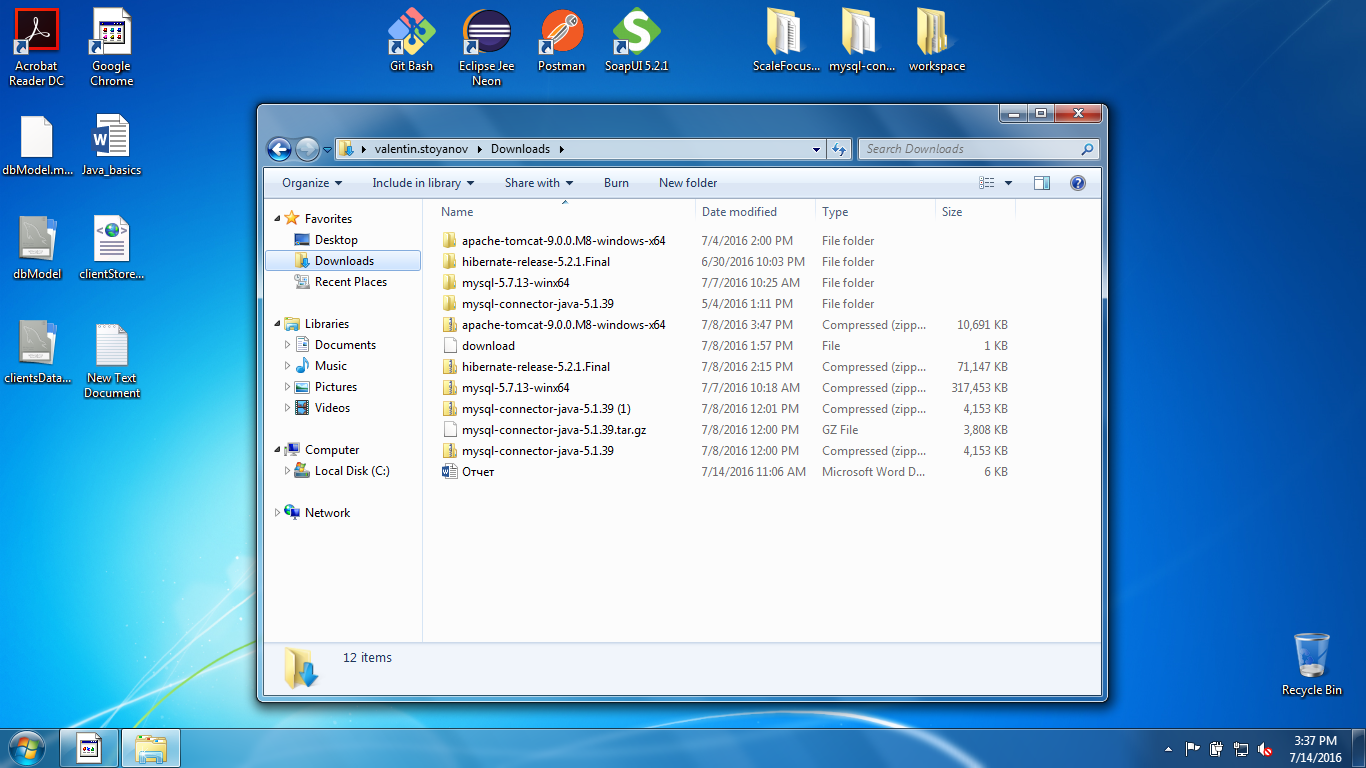 Acrobat
Reader DC
Google
Chrome
Git Bash
Eclipse Jee
Neon
Postman
SoapUI 5.2.1
ScaleFocus...
mysql-con...
workspace
dbModel.m...
Java_basics
dbModel
clientStore...
clientsData...
New Text
Document
valentin.stoyanov Downloads
Search Downloads
Organize Include in library Share with Burn New folder
Favorites
Desktop
Downloads
Recent Places
Libraries
Documents
Music
Pictures
Videos
Computer
Local Disk (C:)
Network
Name Date modified Type Size
apache-tomcat-9.0.0.M8-windows-x64 7/4/2016 2:00 PM File folder
hibernate-release-5.2.1.Final 6/30/2016 10:03 PM File folder
mysql-5.7.13-winx64 7/7/2016 10:25 AM File folder
mysql-connector-java-5.1.39 5/4/2016 1:11 PM File folder
apache-tomcat-9.0.0.M8-windows-x64 7/8/2016 3:47 PM Compressed (zipp... 10,691 KB
download 7/8/2016 1:57 PM File 1 KB
hibernate-release-5.2.1.Final 7/8/2016 2:15 PM Compressed (zipp... 71,147 KB
mysql-5.7.13-winx64 7/7/2016 10:18 AM Compressed (zipp... 317,453 KB
mysql-connector-java-5.1.39 (1) 7/8/2016 12:01 PM Compressed (zipp... 4,153 KB
mysql-connector-java-5.1.39.tar.gz 7/8/2016 12:00 PM GZ File 3,808 KB
mysql-connector-java-5.1.39 7/8/2016 12:00 PM Compressed (zipp... 4,153 KB
Отчет 7/14/2016 11:06 AM Microsoft Word D... 6 KB
12 items
Recycle Bin
3:37 PM
7/14/2016